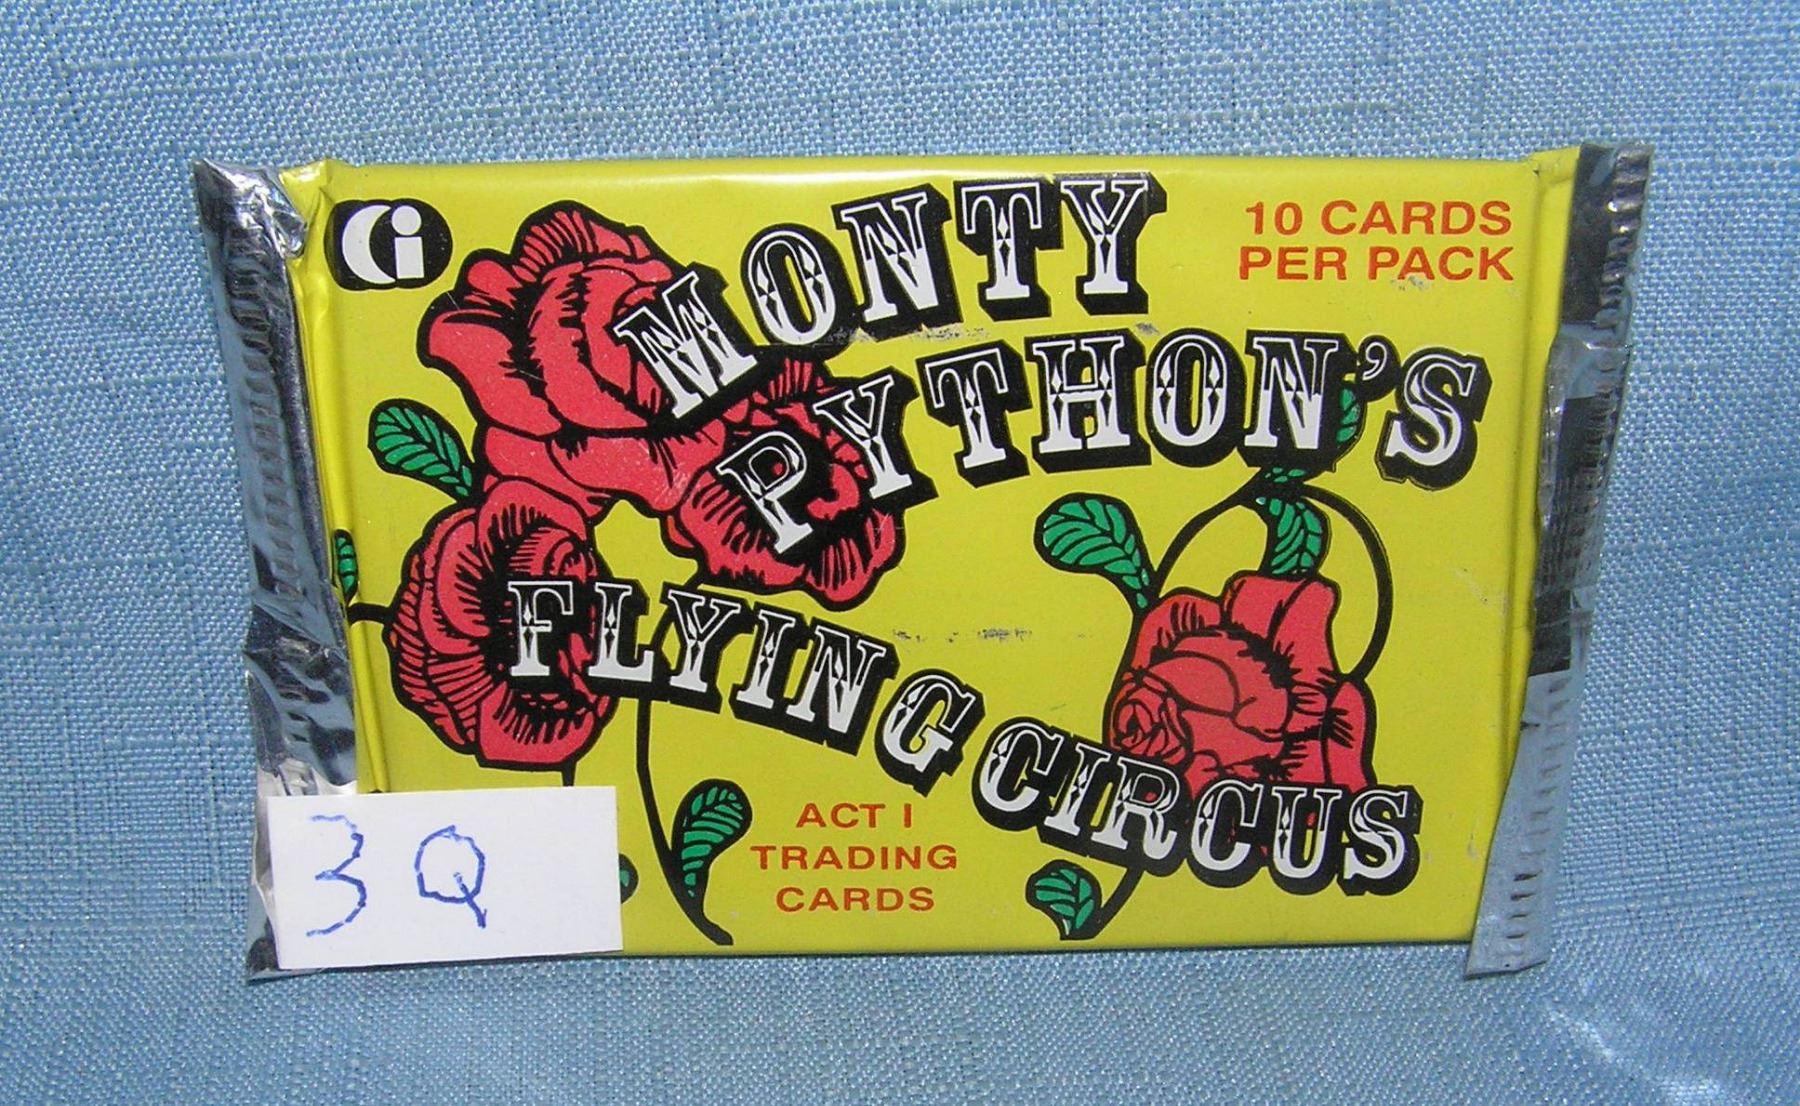 Ci
MONTY
PYTHON'S
FLYING CIRCUS
10 CARDS
PER PACK
ACT I
TRADING
CARDS
3Q